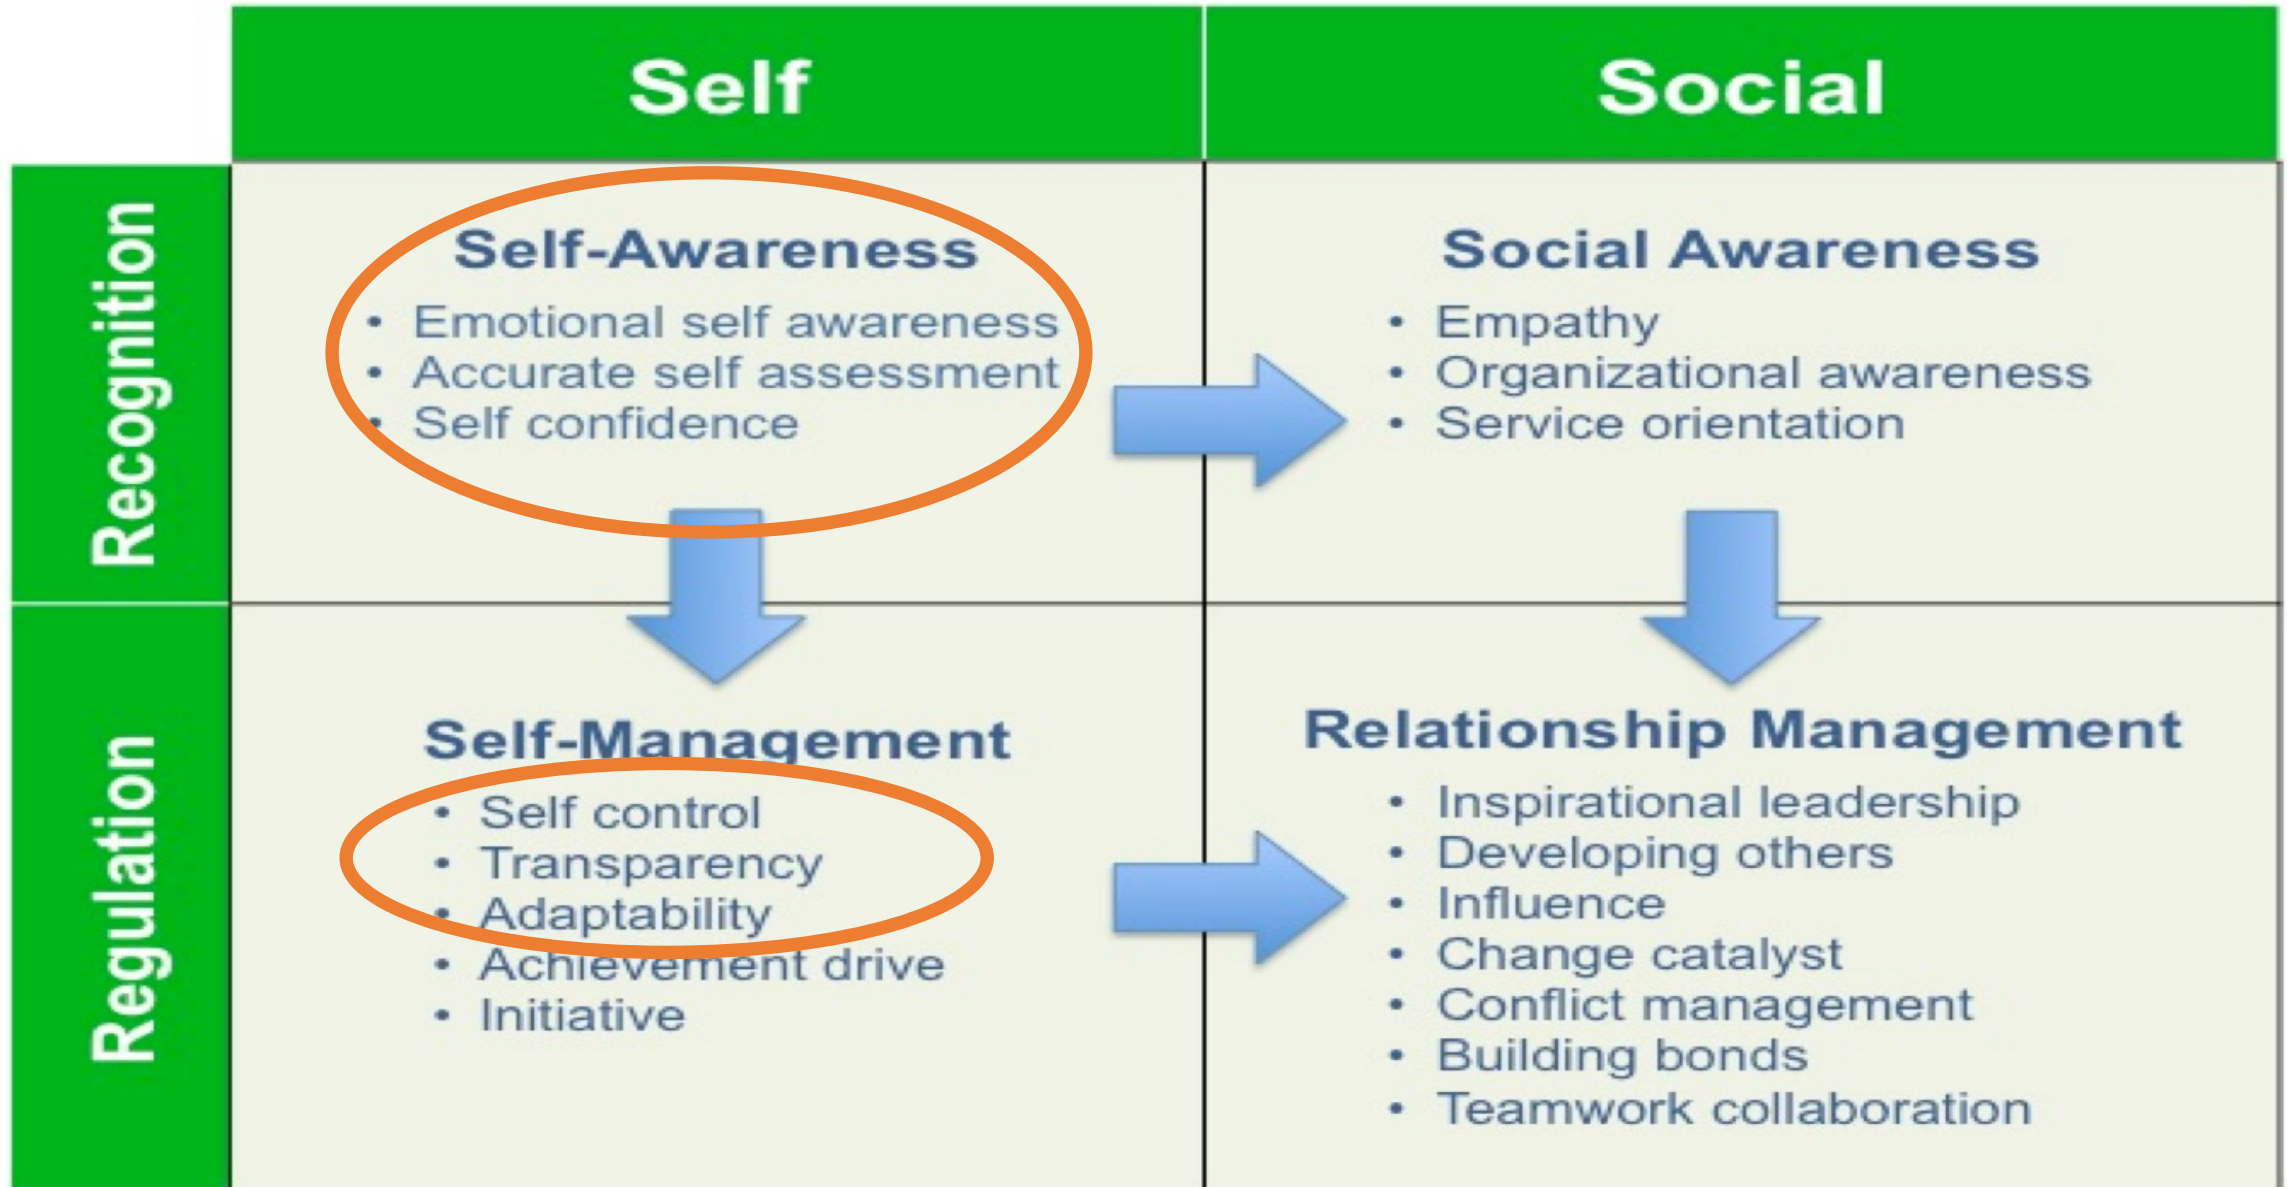 Self
Social
Recognition
Self-Awareness
• Emotional self awareness
• Accurate self assessment
• Self confidence
Social Awareness
• Empathy
• Organizational awareness
• Service orientation
Regulation
Self-Management
• Self control
• Transparency
• Adaptability
• Achievement drive
• Initiative
Relationship Management
• Inspirational leadership
• Developing others
• Influence
• Change catalyst
• Conflict management
• Building bonds
• Teamwork collaboration